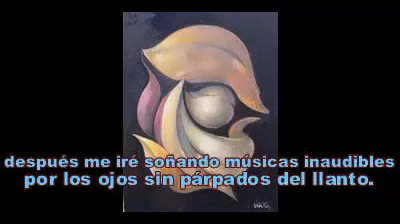 después me iré soñando músicas inaudibles
por los ojos sin párpados del llanto.